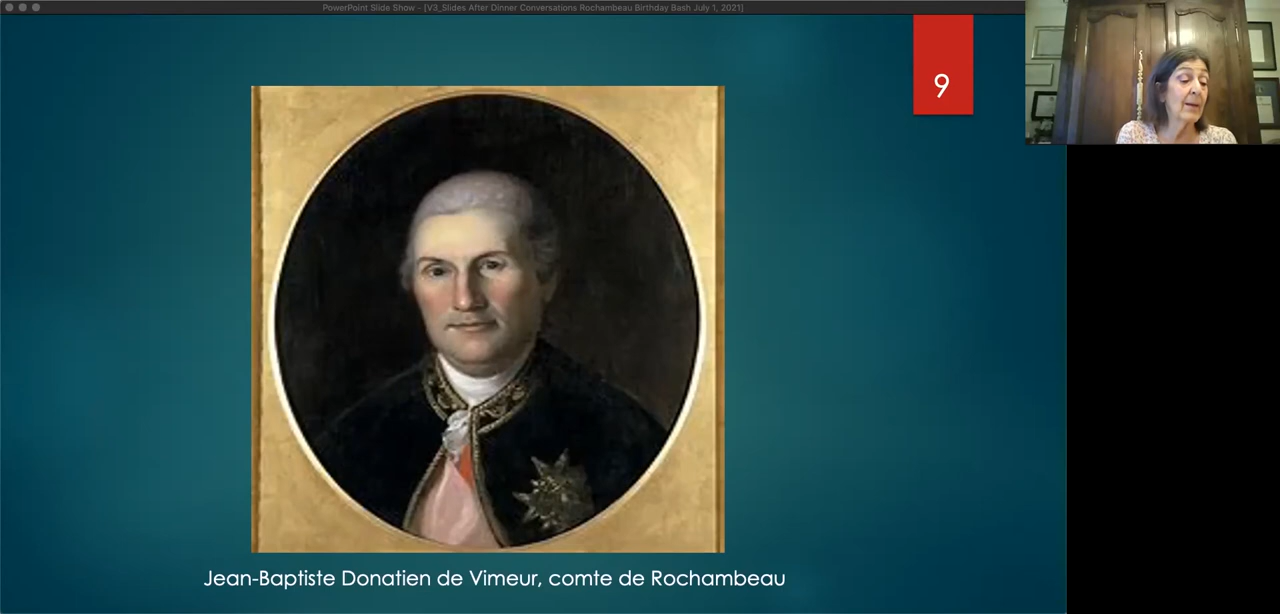 PowerPoint Slide Show - [V3_Slides After Dinner Conversations Rochambeau Birthday Bash July 1, 2021]
9
Jean-Baptiste Donatien de Vimeur, comte de Rochambeau